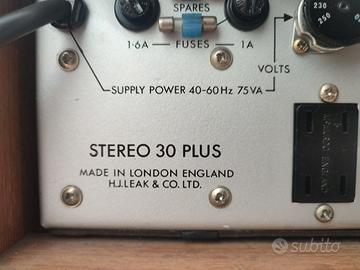 SPARES
1·6A FUSES 1A
230
250
VOLTS
SUPPLY POWER 40-60Hz 75VA
STEREO 30 PLUS
MADE IN LONDON ENGLAND
H.J.LEAK & CO. LTD.
ENGLAND
subito